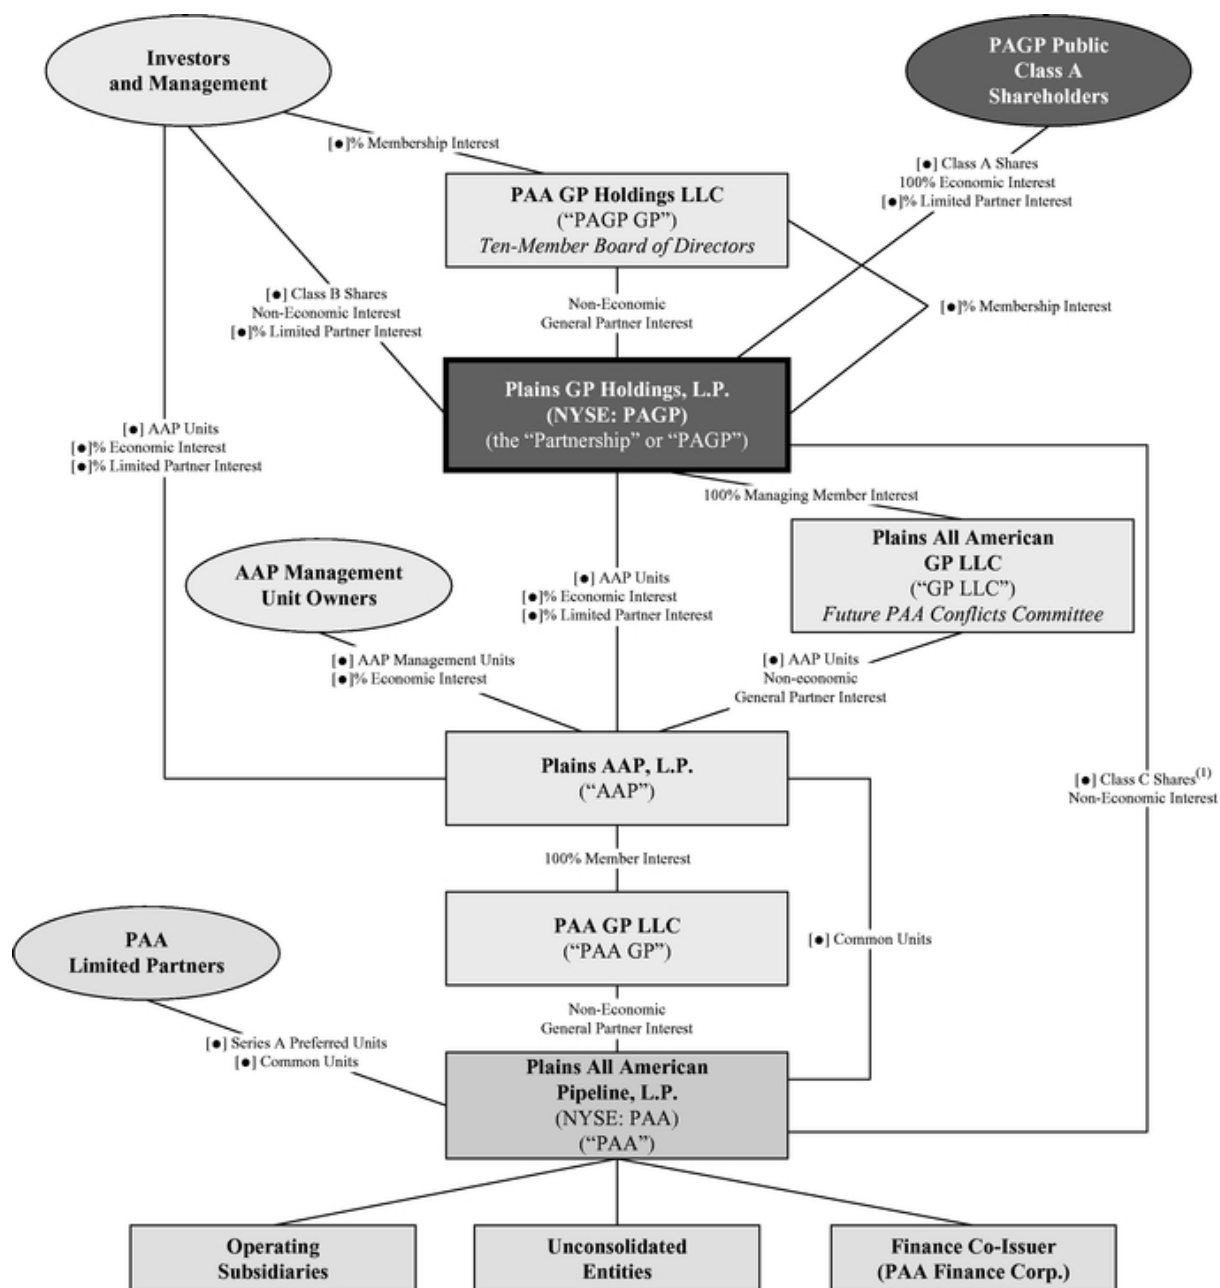 Investors
and Management
PAGP Public
Class A
Shareholders
[●]% Membership Interest
[●] Class A Shares
100% Economic Interest
[●]% Limited Partner Interest
PAA GP Holdings LLC
(“PAGP GP”)
Ten-Member Board of Directors
[●] Class B Shares
Non-Economic Interest
[●]% Limited Partner Interest
Non-Economic
General Partner Interest
[●]% Membership Interest
Plains GP Holdings, L.P.
(NYSE: PAGP)
(the “Partnership” or “PAGP”)
[●] AAP Units
[●]% Economic Interest
[●]% Limited Partner Interest
100% Managing Member Interest
Plains All American
GP LLC
(“GP LLC”)
Future PAA Conflicts Committee
AAP Management
Unit Owners
[●] AAP Units
[●]% Economic Interest
[●]% Limited Partner Interest
[●] AAP Management Units
[●]% Economic Interest
[●] AAP Units
Non-economic
General Partner Interest
Plains AAP, L.P.
(“AAP”)
[●] Class C Shares(1)
Non-Economic Interest
100% Member Interest
PAA GP LLC
(“PAA GP”)
[●] Common Units
PAA
Limited Partners
Non-Economic
General Partner Interest
[●] Series A Preferred Units
[●] Common Units
Plains All American
Pipeline, L.P.
(NYSE: PAA)
(“PAA”)
Operating
Subsidiaries
Unconsolidated
Entities
Finance Co-Issuer
(PAA Finance Corp.)